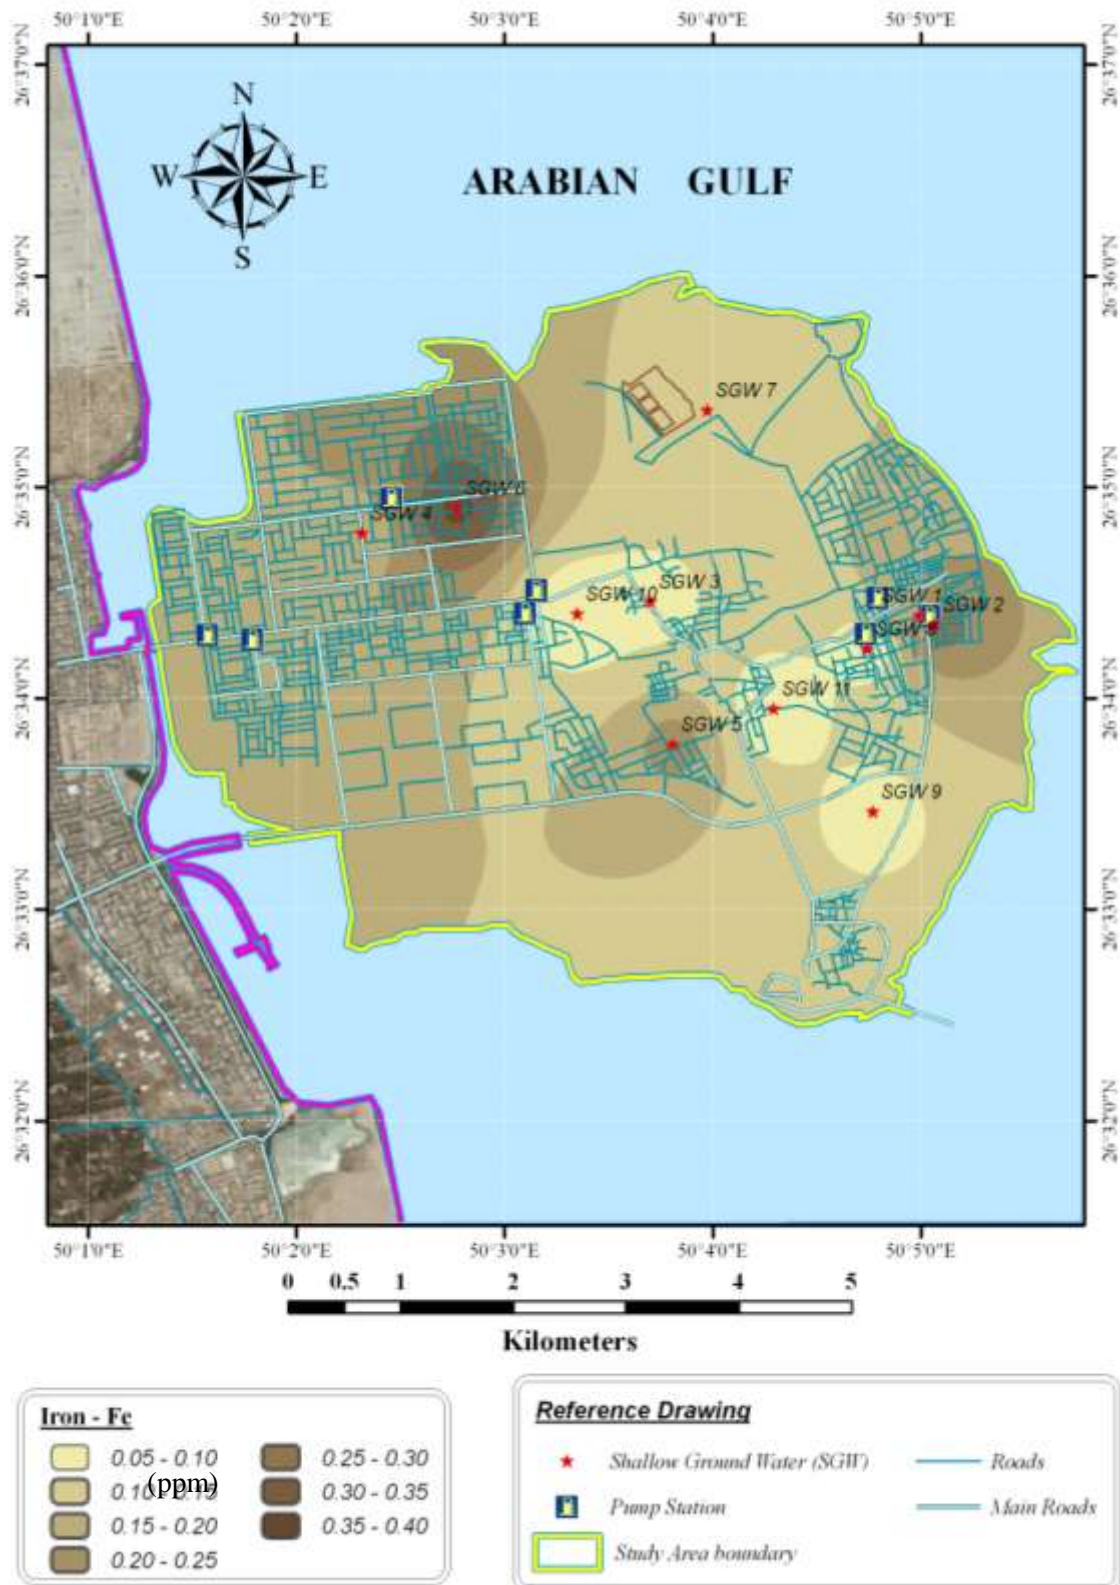 50°1'0"E 50°2'0"E 50°3'0"E 50°4'0"E 50°5'0"E
26°37'0"N 26°37'0"N
N
W E
S
ARABIAN GULF
26°36'0"N 26°36'0"N
SGW 7
26°35'0"N 26°35'0"N
SGW 6
SGW 4
SGW 3
SGW 10
SGW 1
SGW 2
26°34'0"N 26°34'0"N
SGW 11
SGW 5
SGW 9
26°33'0"N 26°33'0"N
26°32'0"N 26°32'0"N
50°1'0"E 50°2'0"E 50°3'0"E 50°4'0"E 50°5'0"E
0 0.5 1 2 3 4 5
Kilometers
Iron - Fe
0.05 - 0.10 0.25 - 0.30
(ppm)
0.10 - 0.15 0.30 - 0.35
0.15 - 0.20 0.35 - 0.40
0.20 - 0.25
Reference Drawing
Shallow Ground Water (SGW) Roads
Pump Station Main Roads
Study Area boundary